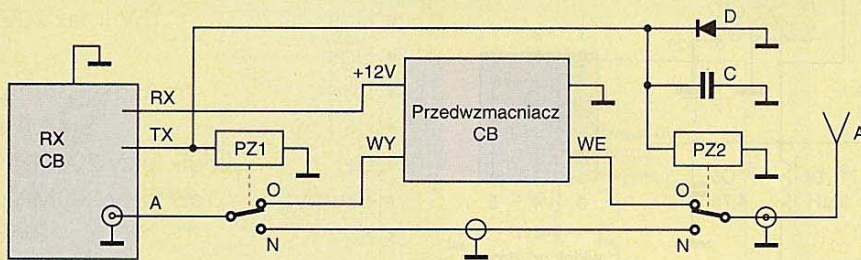 D
+12V
C
RX
Przedwzmacniacz
CB
RX
CB
TX
PZ1
WY
WE
PZ2
A
A
O
O
N
N